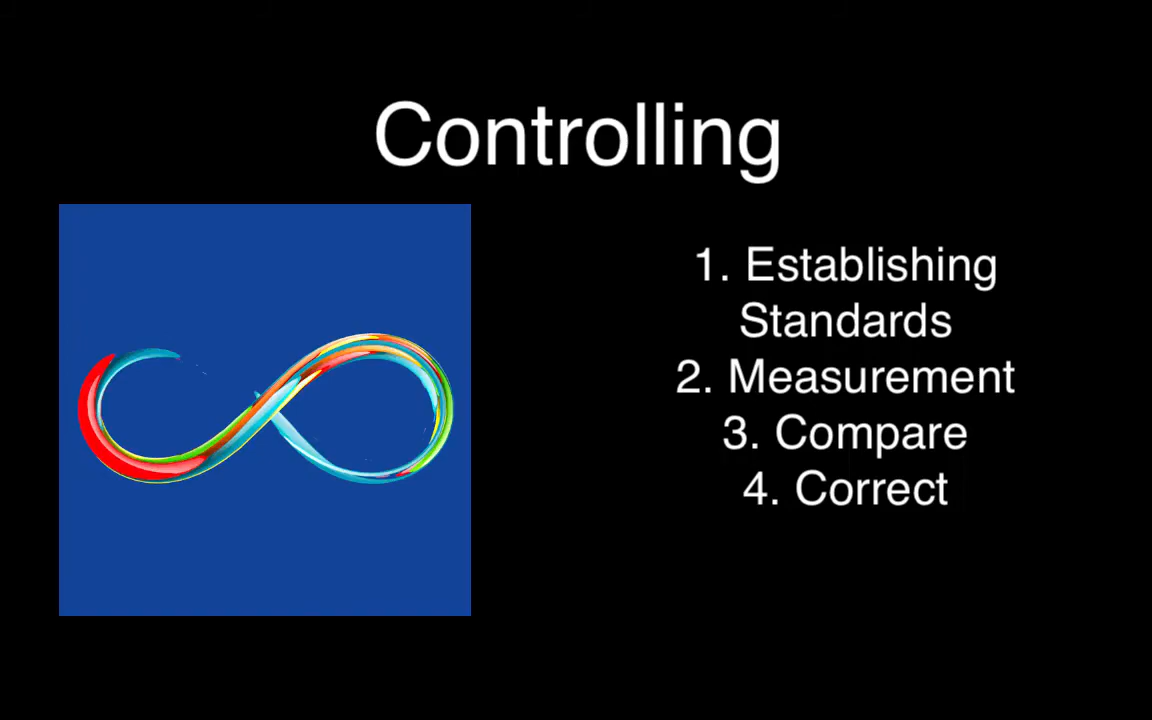 Controlling
1. Establishing
Standards
2. Measurement
3. Compare
4. Correct